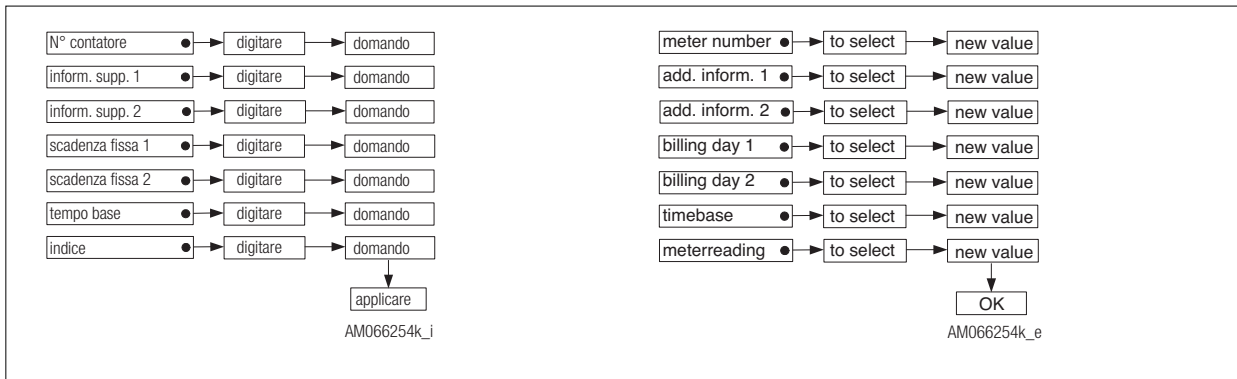 N° contatore digitare domando
inform. supp. 1 digitare domando
inform. supp. 2 digitare domando
scadenza fissa 1 digitare domando
scadenza fissa 2 digitare domando
tempo base digitare domando
indice digitare domando
applicare
AM066254k_i
meter number to select new value
add. inform. 1 to select new value
add. inform. 2 to select new value
billing day 1 to select new value
billing day 2 to select new value
timebase to select new value
meterreading to select new value
OK
AM066254k_e